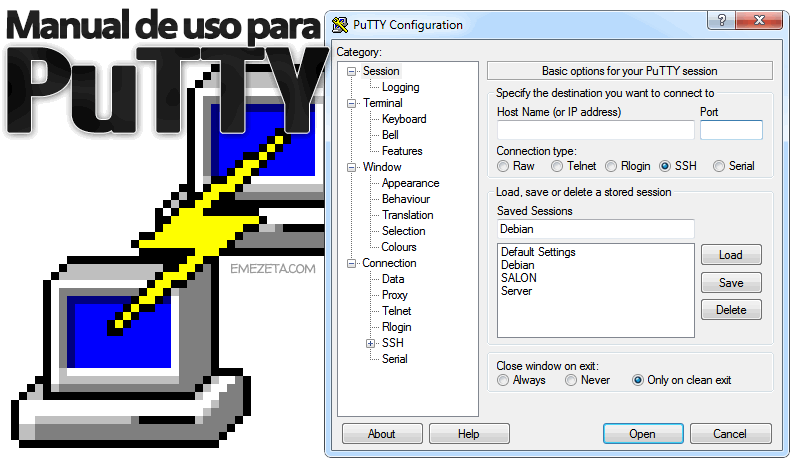 Manual de uso para
PuTTY
EMEZETA.COM
PuTTY Configuration
?
Category:
Session
Logging
Terminal
Keyboard
Bell
Features
Window
Appearance
Behaviour
Translation
Selection
Colours
Connection
Data
Proxy
Telnet
Rlogin
SSH
Serial
Basic options for your PuTTY session
Specify the destination you want to connect to
Host Name (or IP address) Port
Connection type:
Raw Telnet Rlogin SSH Serial
Load, save or delete a stored session
Saved Sessions
Debian
Default Settings
Debian
SALON
Server
Load
Save
Delete
Close window on exit:
Always Never Only on clean exit
About Help Open Cancel